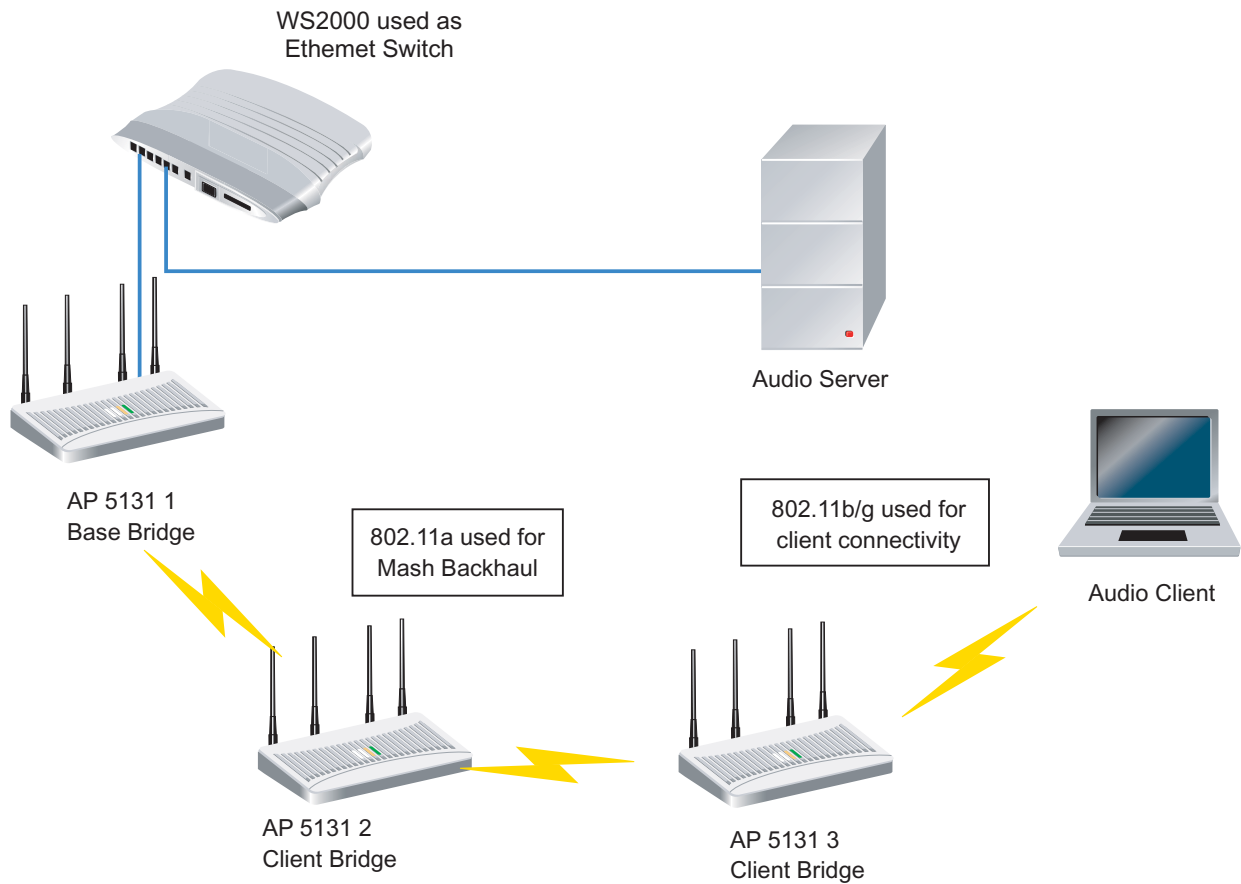 WS2000 used as
Ethemet Switch
Audio Server
AP 5131 1
Base Bridge
802.11a used for
Mash Backhaul
802.11b/g used for
client connectivity
Audio Client
AP 5131 2
Client Bridge
AP 5131 3
Client Bridge